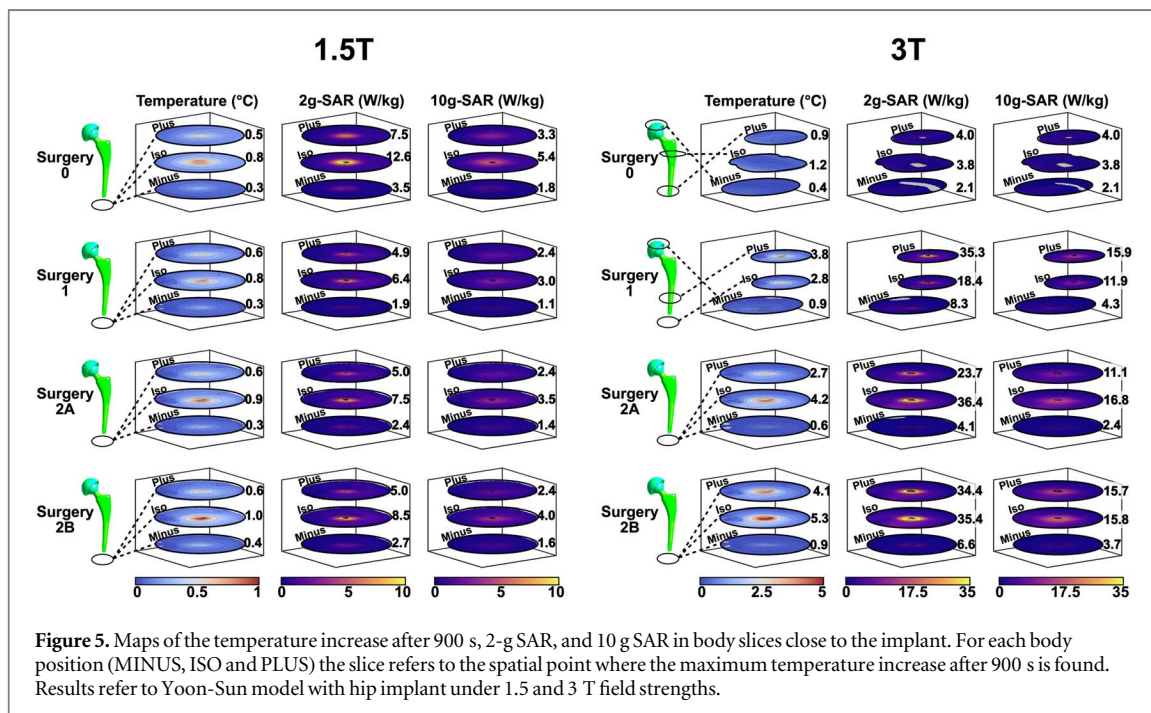 1.5T
3T
Temperature (°C) 2g-SAR (W/kg) 10g-SAR (W/kg)
Temperature (°C) 2g-SAR (W/kg) 10g-SAR (W/kg)
Surgery
0
Plus 0.5 7.5 3.3
Iso 0.8 12.6 5.4
Minus 0.3 3.5 1.8
Surgery
0
Plus 0.9 Plus 4.0 Plus 4.0
Iso 1.2 Iso 3.8 Iso 3.8
Minus 0.4 Minus 2.1 Minus 2.1
Surgery
1
Plus 0.6 Plus 4.9 Plus 2.4
Iso 0.8 Iso 6.4 Iso 3.0
Minus 0.3 Minus 1.9 Minus 1.1
Surgery
1
Plus 3.8 Plus 35.3 Plus 15.9
Iso 2.8 Iso 18.4 Iso 11.9
Minus 0.9 Minus 8.3 Minus 4.3
Surgery
2A
Plus 0.6 Plus 5.0 Plus 2.4
Iso 0.9 Iso 7.5 Iso 3.5
Minus 0.3 Minus 2.4 Minus 1.4
Surgery
2A
Plus 2.7 Plus 23.7 Plus 11.1
Iso 4.2 Iso 36.4 Iso 16.8
Minus 0.6 Minus 4.1 Minus 2.4
Surgery
2B
Plus 0.6 Plus 5.0 Plus 2.4
Iso 1.0 Iso 8.5 Iso 4.0
Minus 0.4 Minus 2.7 Minus 1.6
Surgery
2B
Plus 4.1 Plus 34.4 Plus 15.7
Iso 5.3 Iso 35.4 Iso 15.8
Minus 0.9 Minus 6.6 Minus 3.7
0 0.5 1 0 5 10 0 5 10
0 2.5 5 0 17.5 35 0 17.5 35
Figure 5. Maps of the temperature increase after 900 s, 2-g SAR, and 10 g SAR in body slices close to the implant. For each body
position (MINUS, ISO and PLUS) the slice refers to the spatial point where the maximum temperature increase after 900 s is found.
Results refer to Yoon-Sun model with hip implant under 1.5 and 3 T field strengths.